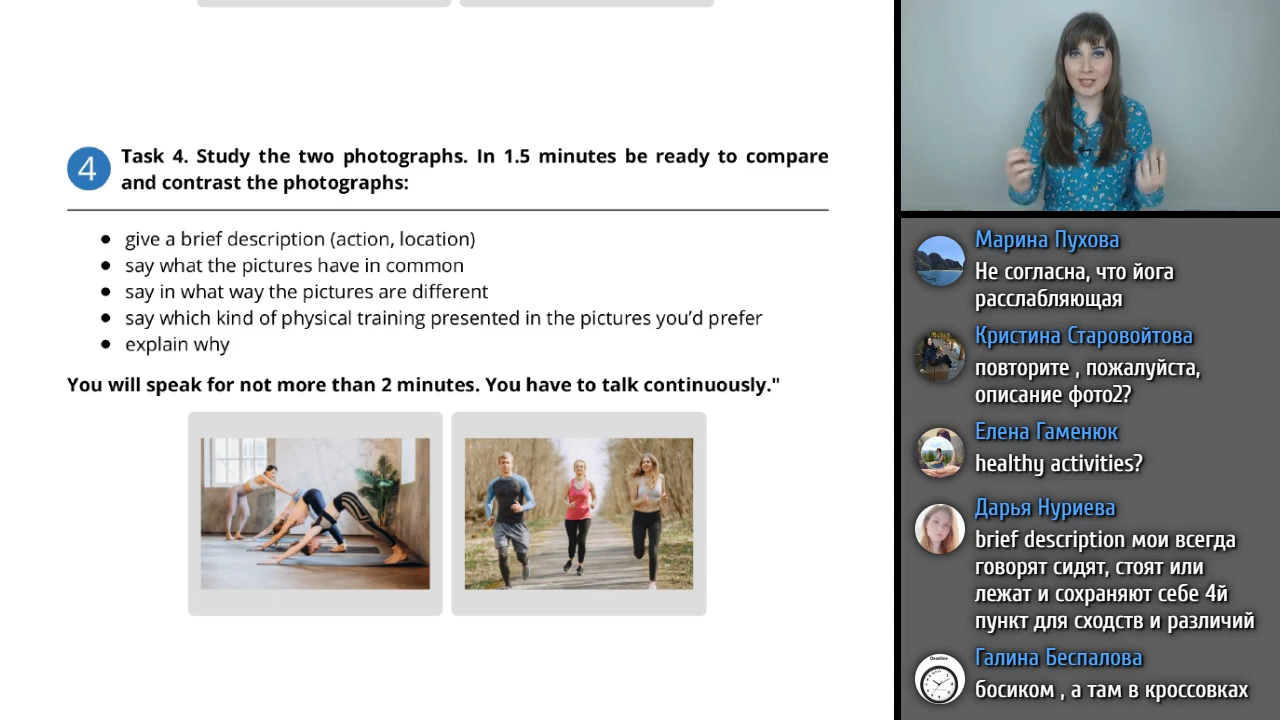 4
Task 4. Study the two photographs. In 1.5 minutes be ready to compare
and contrast the photographs:
● give a brief description (action, location)
● say what the pictures have in common
● say in what way the pictures are different
● say which kind of physical training presented in the pictures you’d prefer
● explain why
You will speak for not more than 2 minutes. You have to talk continuously."
Марина Пухова
Не согласна, что йога
расслабляющая
Кристина Старовойтова
повторите , пожалуйста,
описание фото2?
Елена Гаменюк
healthy activities?
Дарья Нуриева
brief description мои всегда
говорят сидят, стоят или
лежат и сохраняют себе 4й
пункт для сходств и различий
Deadline
Галина Беспалова
босиком , а там в кроссовках